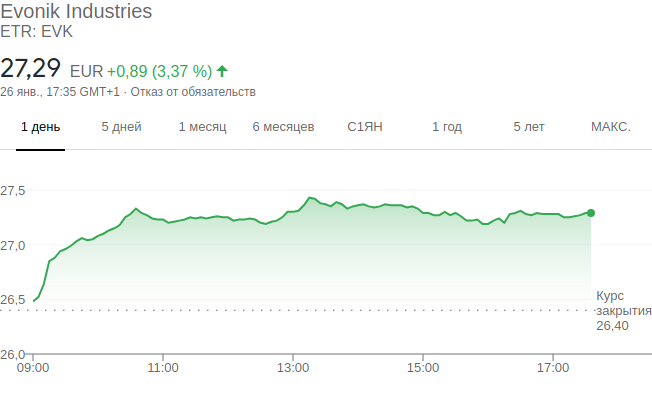 Evonik Industries
ETR: EVK
27,29 EUR +0,89 (3,37 %)
26 янв., 17:35 GMT+1 · Отказ от обязательств
1 день 5 дней 1 месяц 6 месяцев С1ЯН 1 год 5 лет МАКС.
27,5
27,0
26,5
Курс
закрытия
26,40
26,0
09:00 11:00 13:00 15:00 17:00